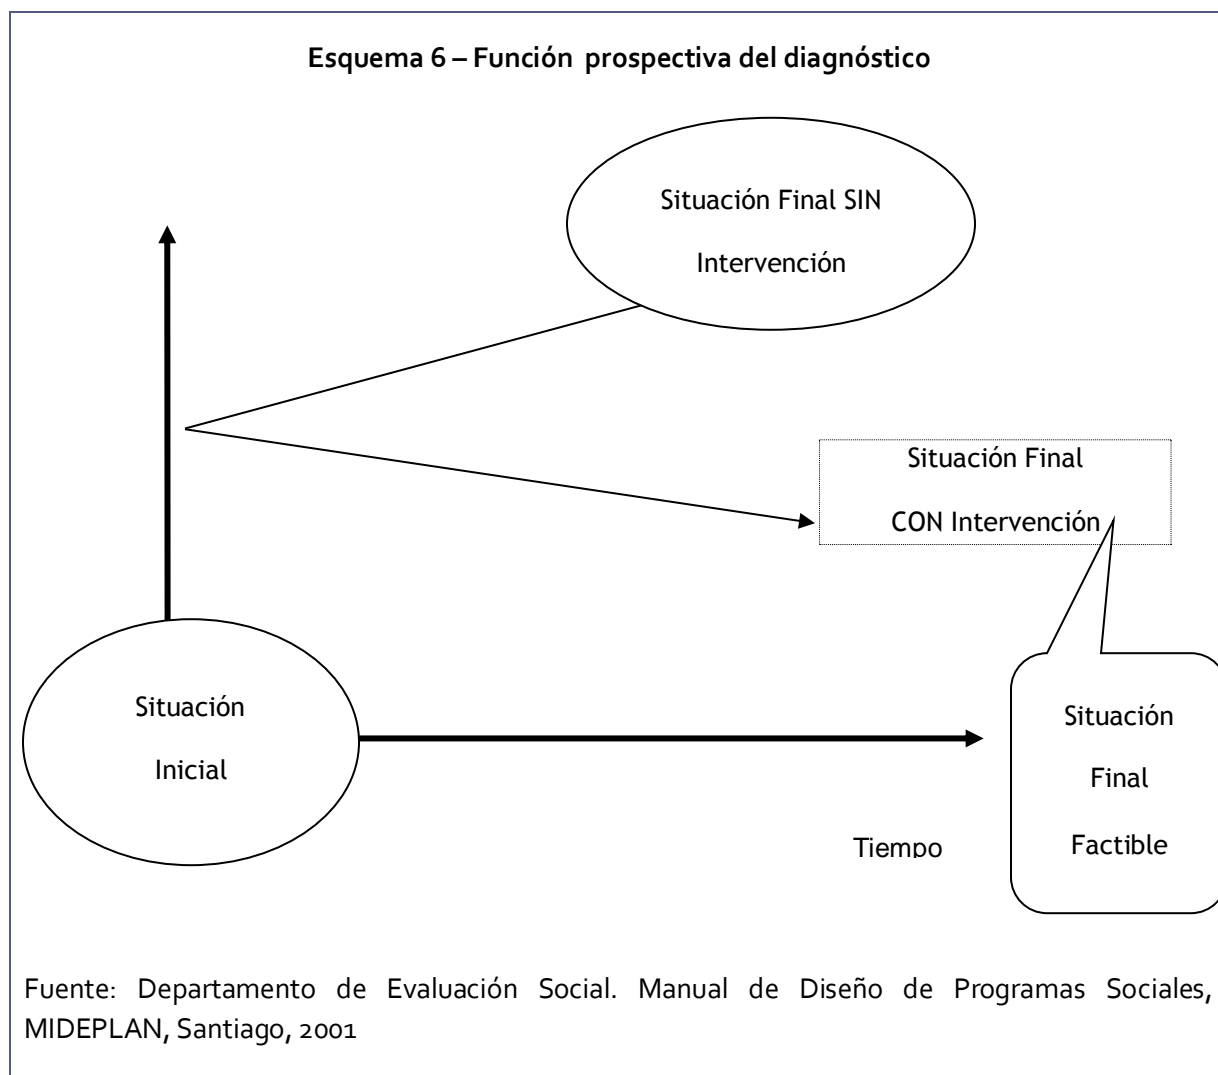 Esquema 6 – Función prospectiva del diagnóstico
Situación Final SIN
Intervención
Situación Final
CON Intervención
Situación
Inicial
Situación
Final
Factible
Tiempo
Fuente: Departamento de Evaluación Social. Manual de Diseño de Programas Sociales,
MIDEPLAN, Santiago, 2001